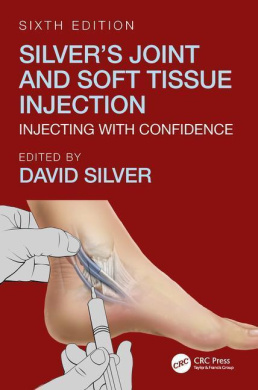 SIXTH EDITION
SILVER'S JOINT
AND SOFT TISSUE
INJECTION
INJECTING WITH CONFIDENCE
EDITED BY
DAVID SILVER
CRC
CRC Press
Taylor & Francis Group